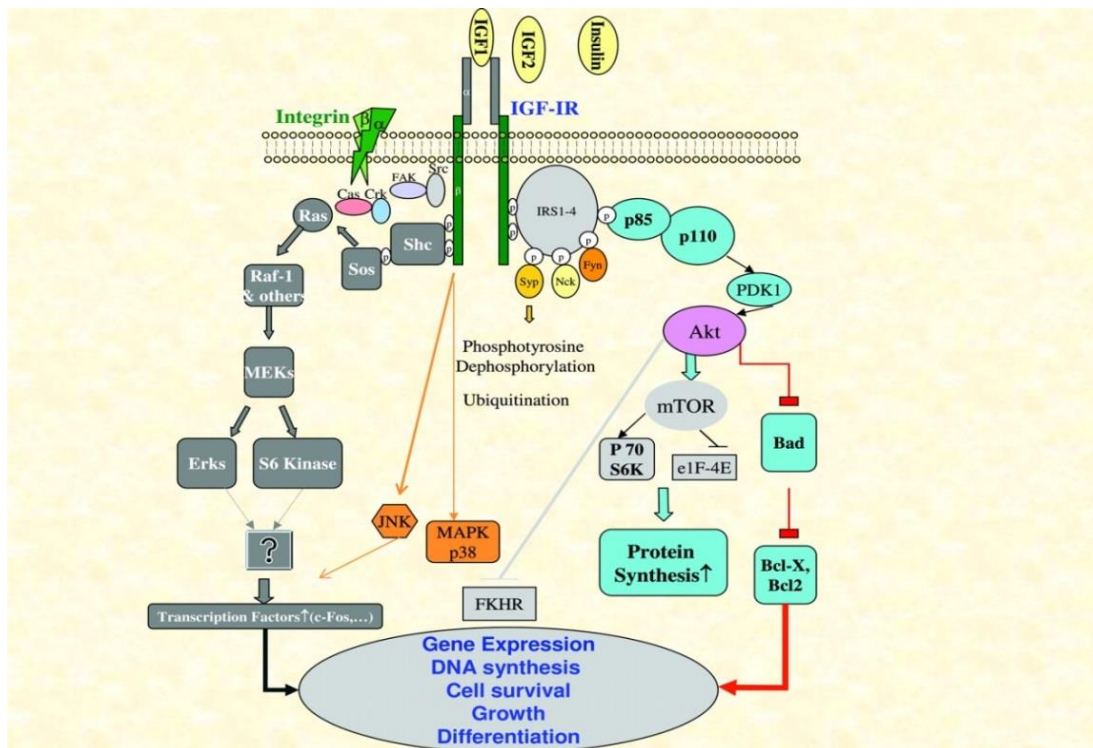 IGF1
IGF2
Insulin
α
Integrin
IGF-IR
β
α
Src
FAK
β
Cas
Crk
IRS1-4
Ras
p
p
p
p85
p110
p
Shc
p
p
Sos
p
p
p
p
Fyn
Syp
Nck
Raf-1
& others
PDK1
Akt
Phosphotyrosine
Dephosphorylation
Ubiquitination
MEKs
mTOR
Erks
S6 Kinase
P 70
S6K
e1F-4E
Bad
JNK
MAPK
p38
?
Protein
Synthesis↑
Bcl-X,
Bcl2
FKHR
Transcription Factors↑(c-Fos,...)
Gene Expression
DNA synthesis
Cell survival
Growth
Differentiation